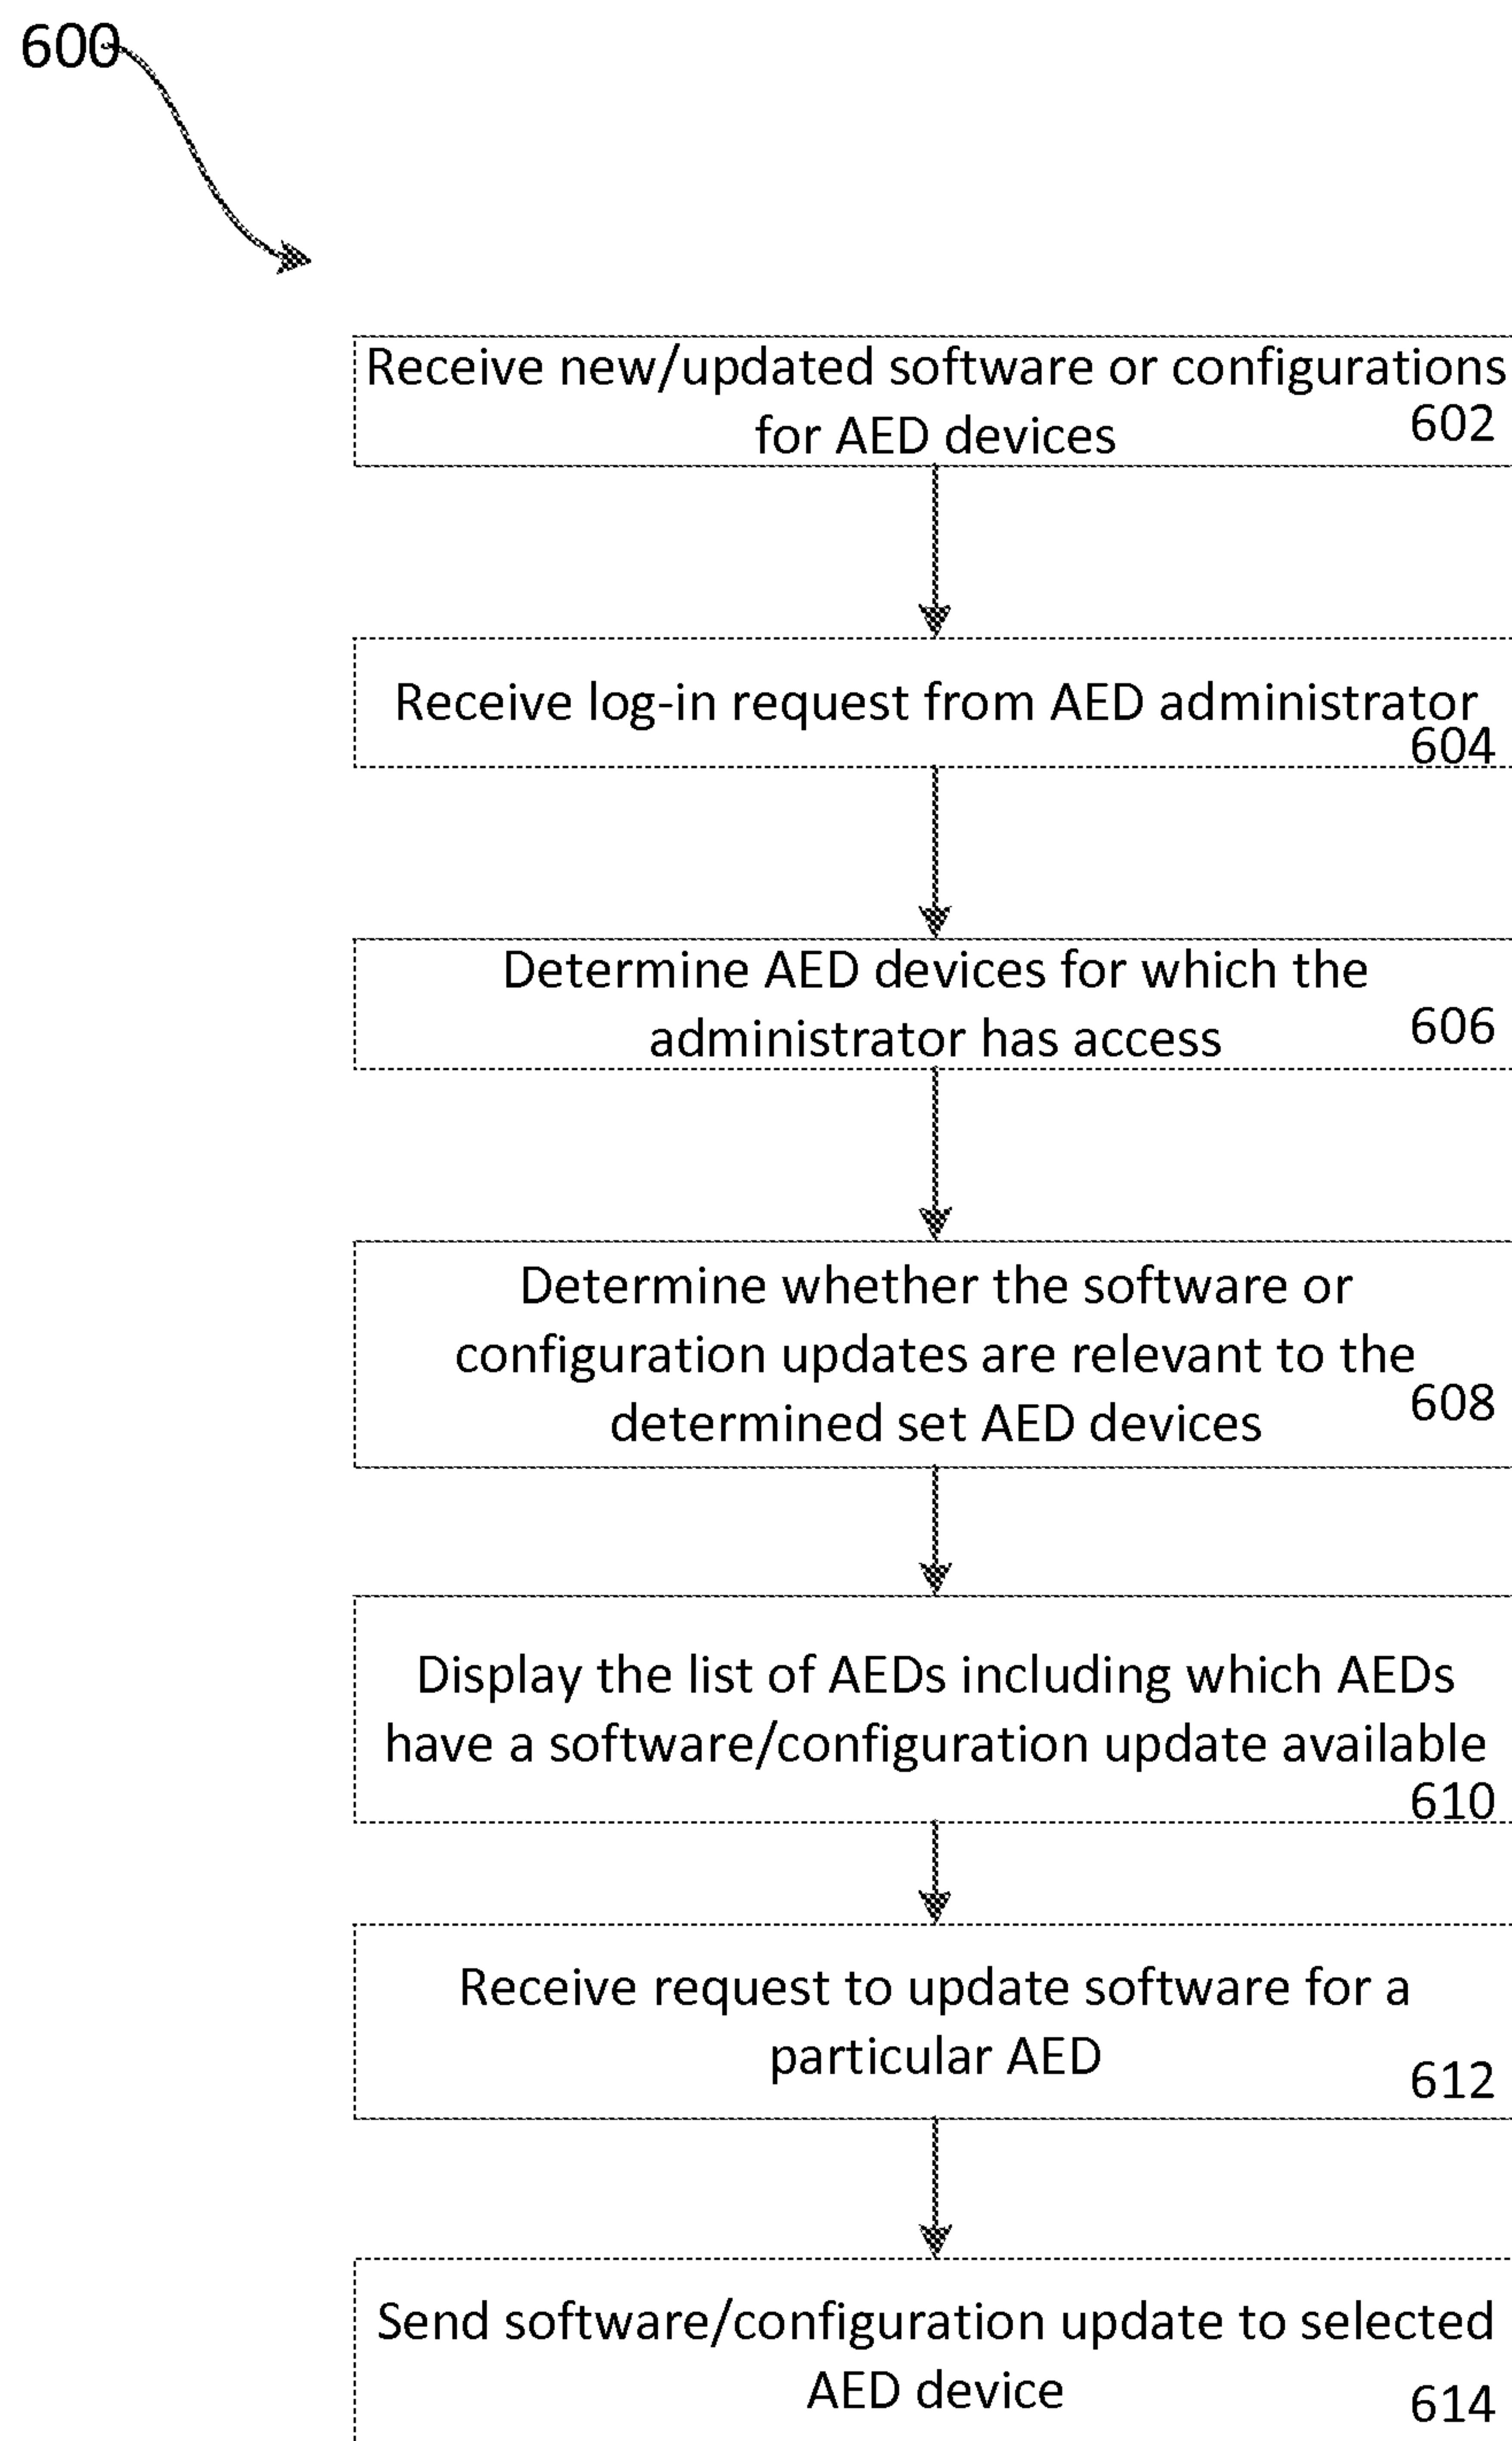 600
Receive new/updated software or configurations
for AED devices
602
Receive log-in request from AED administrator
604
Determine AED devices for which the
administrator has access
606
Determine whether the software or
configuration updates are relevant to the
determined set AED devices
608
Display the list of AEDs including which AEDs
have a software/configuration update available
610
Receive request to update software for a
particular AED
612
Send software/configuration update to selected
AED device
614